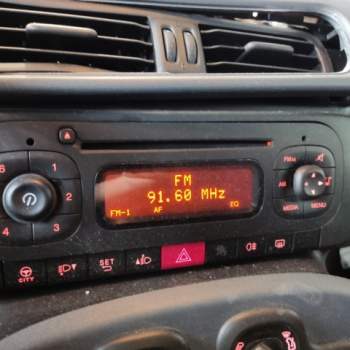 FM
91.60 MHz
FM-1 AF EQ
6 1
5 2
4 3
FM
AM
MEDIA MENU
CITY SET